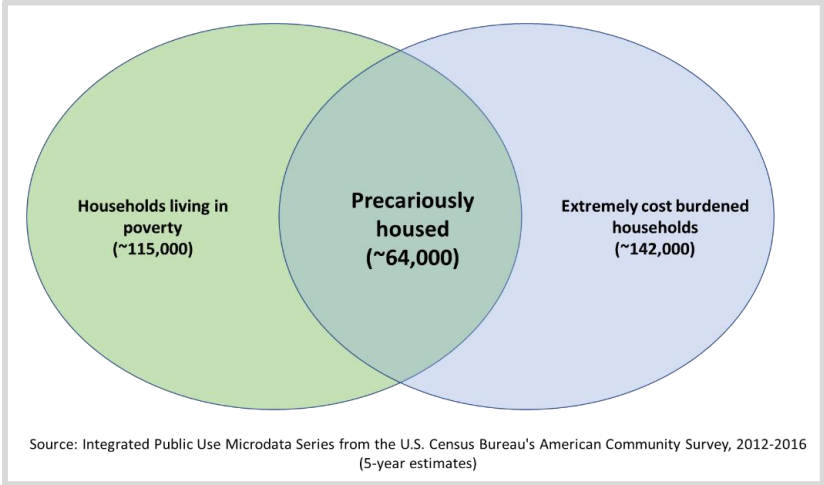 Households living in
poverty
(~115,000)
Precariously
housed
(~64,000)
Extremely cost burdened
households
(~142,000)
Source: Integrated Public Use Microdata Series from the U.S. Census Bureau's American Community Survey, 2012-2016
(5-year estimates)